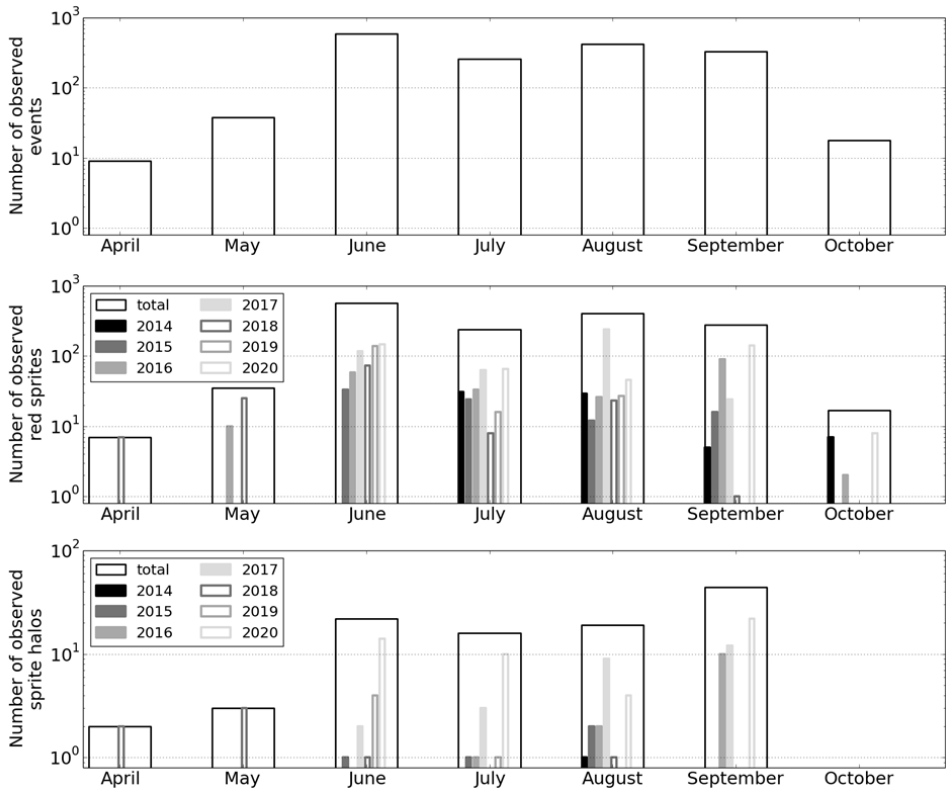 10³
10²
10¹
10⁰
Number of observed
events
April May June July August September October
10³
10²
10¹
10⁰
Number of observed
red sprites
total 2017
2014 2018
2015 2019
2016 2020
April May June July August September October
10²
10¹
10⁰
Number of observed
sprite halos
total 2017
2014 2018
2015 2019
2016 2020
April May June July August September October